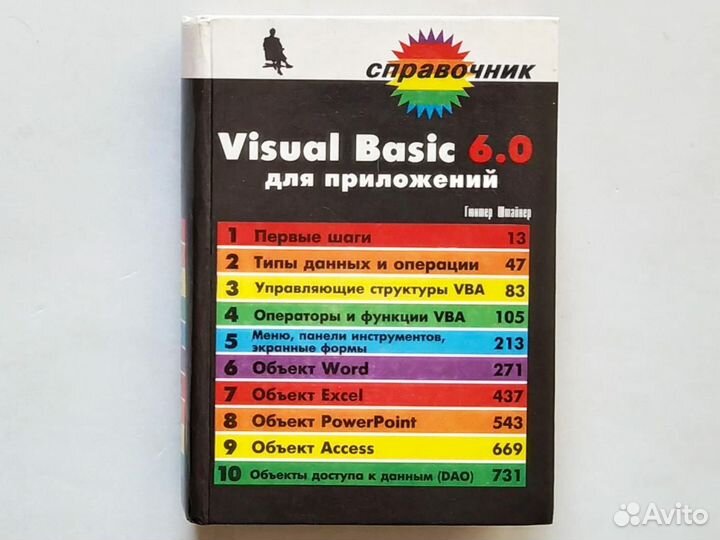 справочник
Visual Basic 6.0
для приложений
Гюнтер Штайнер
1 Первые шаги 13
2 Типы данных и операции 47
3 Управляющие структуры VBA 83
4 Операторы и функции VBA 105
5 Меню, панели инструментов,
экранные формы 213
6 Объект Word 271
7 Объект Excel 437
8 Объект PowerPoint 543
9 Объект Access 669
10 Объекты доступа к данным (DAO) 731
Avito